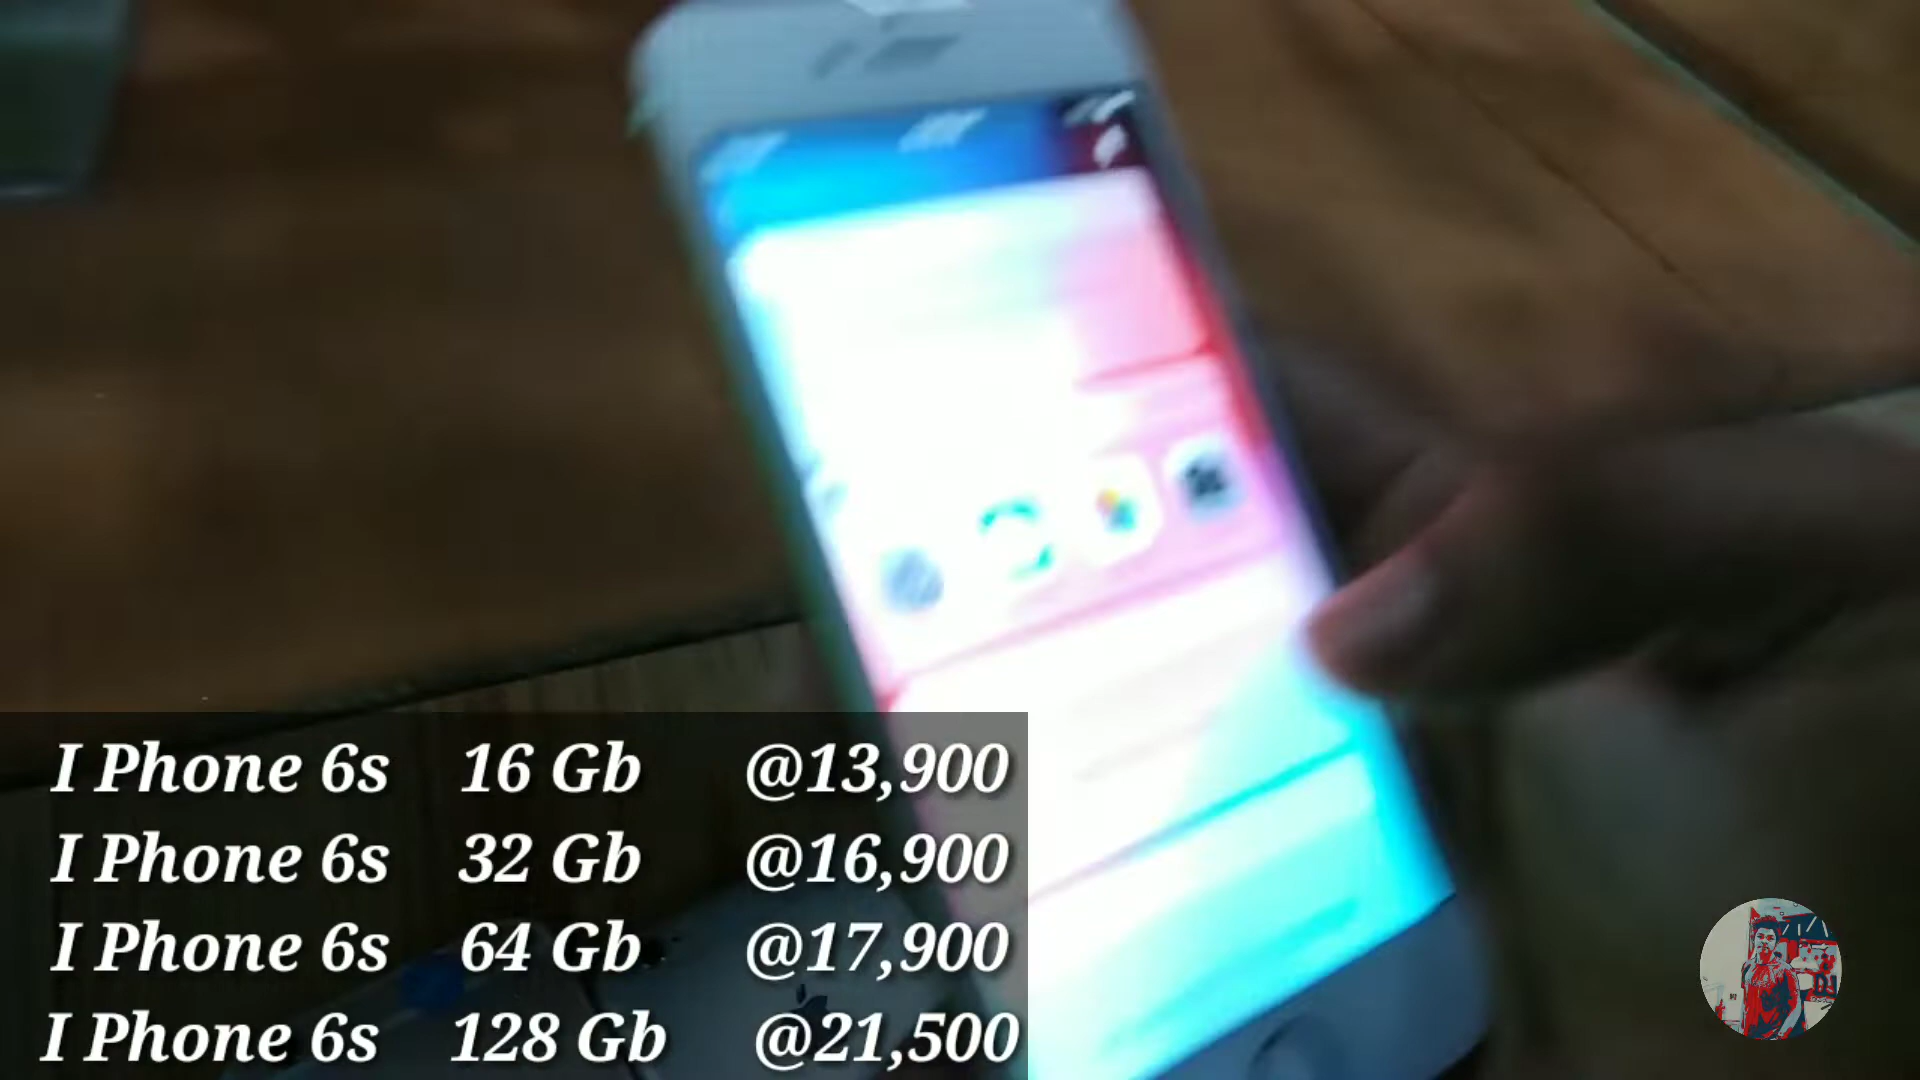 I Phone 6s 16 Gb @13,900
I Phone 6s 32 Gb @16,900
I Phone 6s 64 Gb @17,900
I Phone 6s 128 Gb @21,500